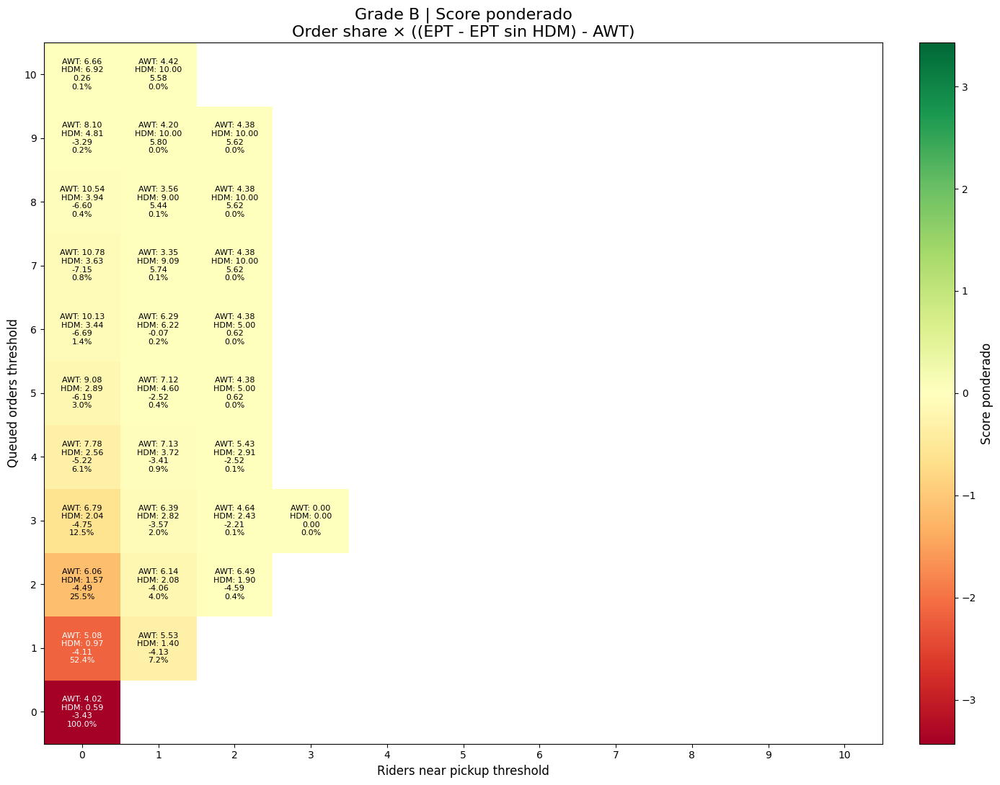 Grade B | Score ponderado
Order share × ((EPT - EPT sin HDM) - AWT)
Queued orders threshold
10
AWT: 6.66
HDM: 6.92
0.26
0.1%
AWT: 4.42
HDM: 10.00
5.58
0.0%
9
AWT: 8.10
HDM: 4.81
-3.29
0.2%
AWT: 4.20
HDM: 10.00
5.80
0.0%
AWT: 4.38
HDM: 10.00
5.62
0.0%
8
AWT: 10.54
HDM: 3.94
-6.60
0.4%
AWT: 3.56
HDM: 9.00
5.44
0.1%
AWT: 4.38
HDM: 10.00
5.62
0.0%
7
AWT: 10.78
HDM: 3.63
-7.15
0.8%
AWT: 3.35
HDM: 9.09
5.74
0.1%
AWT: 4.38
HDM: 10.00
5.62
0.0%
6
AWT: 10.13
HDM: 3.44
-6.69
1.4%
AWT: 6.29
HDM: 6.22
-0.07
0.2%
AWT: 4.38
HDM: 5.00
0.62
0.0%
5
AWT: 9.08
HDM: 2.89
-6.19
3.0%
AWT: 7.12
HDM: 4.60
-2.52
0.4%
AWT: 4.38
HDM: 5.00
0.62
0.0%
4
AWT: 7.78
HDM: 2.56
-5.22
6.1%
AWT: 7.13
HDM: 3.72
-3.41
0.9%
AWT: 5.43
HDM: 2.91
-2.52
0.1%
3
AWT: 6.79
HDM: 2.04
-4.75
12.5%
AWT: 6.39
HDM: 2.82
-3.57
2.0%
AWT: 4.64
HDM: 2.43
-2.21
0.1%
AWT: 0.00
HDM: 0.00
0.00
0.0%
2
AWT: 6.06
HDM: 1.57
-4.49
25.5%
AWT: 6.14
HDM: 2.08
-4.06
4.0%
AWT: 6.49
HDM: 1.90
-4.59
0.4%
1
AWT: 5.08
HDM: 0.97
-4.11
52.4%
AWT: 5.53
HDM: 1.40
-4.13
7.2%
0
AWT: 4.02
HDM: 0.59
-3.43
100.0%
0 1 2 3 4 5 6 7 8 9 10
Riders near pickup threshold
3
2
1
0
−1
−2
−3
Score ponderado